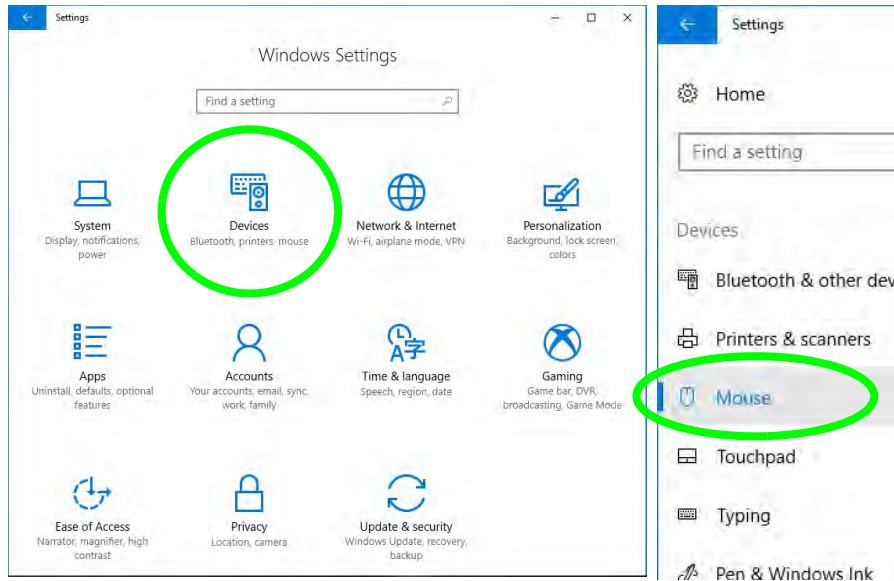 Settings
Windows Settings
Find a setting
System
Display, notifications,
power
Devices
Bluetooth, printers, mouse
Network & Internet
Wi-Fi, airplane mode, VPN
Personalization
Background, lock screen,
colors
Apps
Uninstall, defaults, optional
features
Accounts
Your accounts, email, sync,
work, family
Time & language
Speech, region, date
Gaming
Game bar, DVR,
broadcasting, Game Mode
Ease of Access
Narrator, magnifier, high
contrast
Privacy
Location, camera
Update & security
Windows Update, recovery,
backup
Settings
Home
Find a setting
Devices
Bluetooth & other dev
Printers & scanners
Mouse
Touchpad
Typing
Pen & Windows Ink